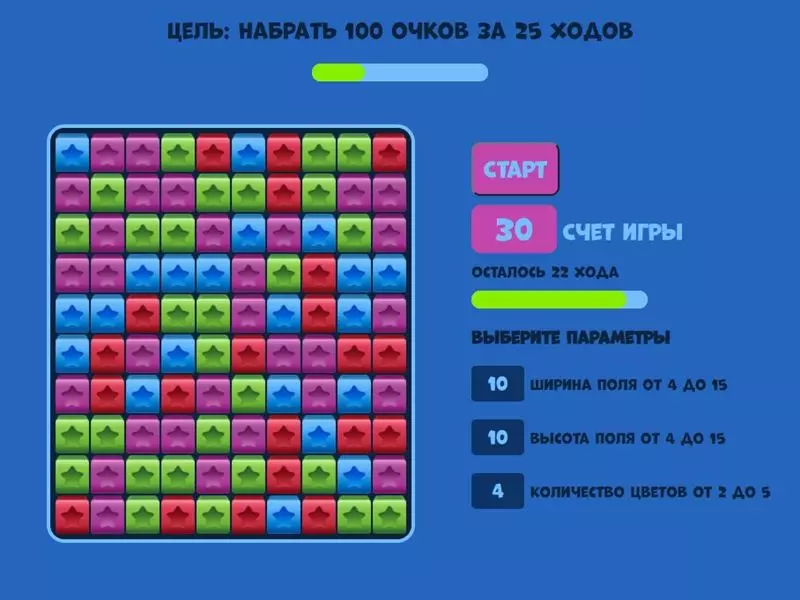 ЦЕЛЬ: НАБРАТЬ 100 ОЧКОВ ЗА 25 ХОДОВ
СТАРТ
30 СЧЕТ ИГРЫ
ОСТАЛОСЬ 22 ХОДА
ВЫБЕРИТЕ ПАРАМЕТРЫ
10 ШИРИНА ПОЛЯ ОТ 4 ДО 15
10 ВЫСОТА ПОЛЯ ОТ 4 ДО 15
4 КОЛИЧЕСТВО ЦВЕТОВ ОТ 2 ДО 5